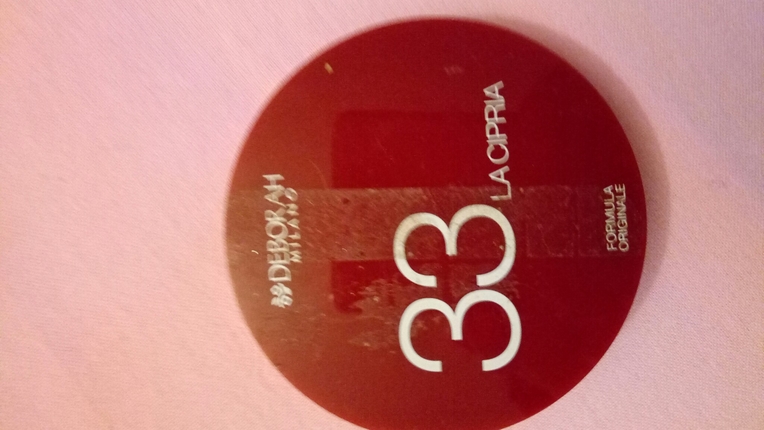 DEBORAH
MILANO
33 LA CIPRIA
FORMULA
ORIGINALE